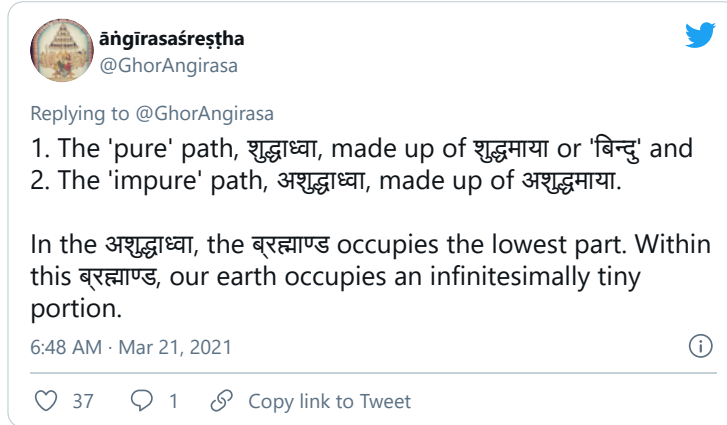 āṅgīrasaśreṣṭha
@GhorAngirasa
Replying to @GhorAngirasa
1. The 'pure' path, शुद्धाध्वा, made up of शुद्धमाया or 'बिन्दु' and
2. The 'impure' path, अशुद्धाध्वा, made up of अशुद्धमाया.
In the अशुद्धाध्वा, the ब्रह्माण्ड occupies the lowest part. Within
this ब्रह्माण्ड, our earth occupies an infinitesimally tiny
portion.
6:48 AM · Mar 21, 2021
37 1 Copy link to Tweet